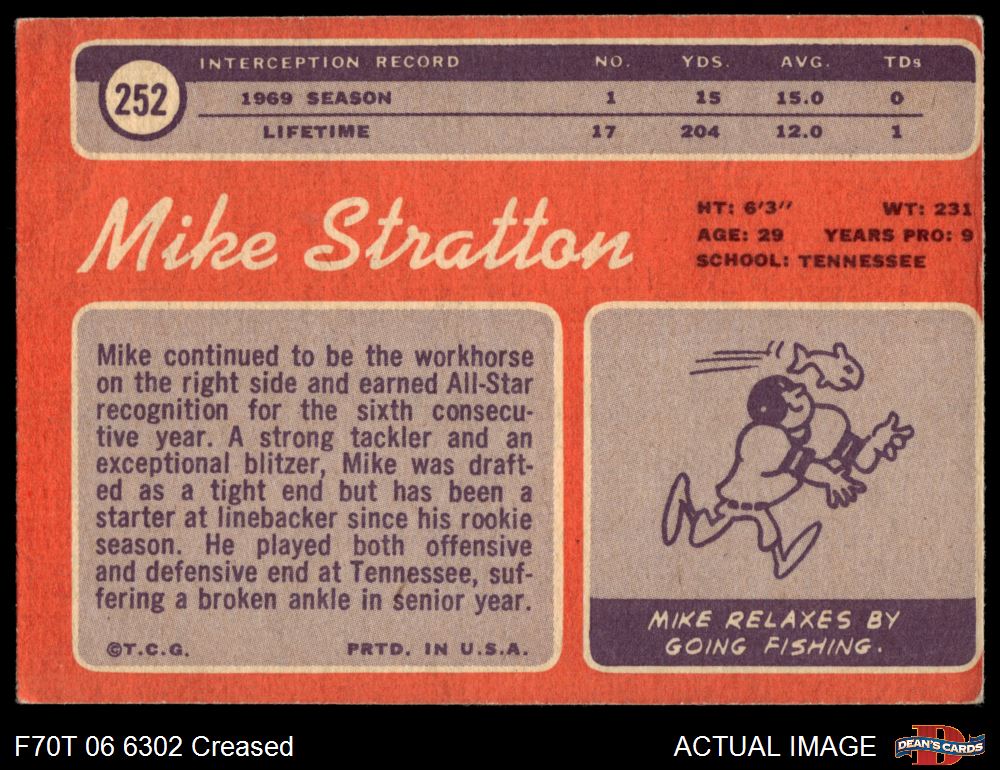 INTERCEPTION RECORD NO. YDS. AVG. TDs
252
1969 SEASON 1 15 15.0 0
LIFETIME 17 204 12.0 1
Mike Stratton
HT: 6'3" WT: 231
AGE: 29 YEARS PRO: 9
SCHOOL: TENNESSEE
Mike continued to be the workhorse
on the right side and earned All-Star
recognition for the sixth consecu-
tive year. A strong tackler and an
exceptional blitzer, Mike was draft-
ed as a tight end but has been a
starter at linebacker since his rookie
season. He played both offensive
and defensive end at Tennessee, suf-
fering a broken ankle in senior year.
©T.C.G. PRTD. IN U.S.A.
MIKE RELAXES BY
GOING FISHING.
F70T 06 6302 Creased
ACTUAL IMAGE
D
DEAN'S CARDS